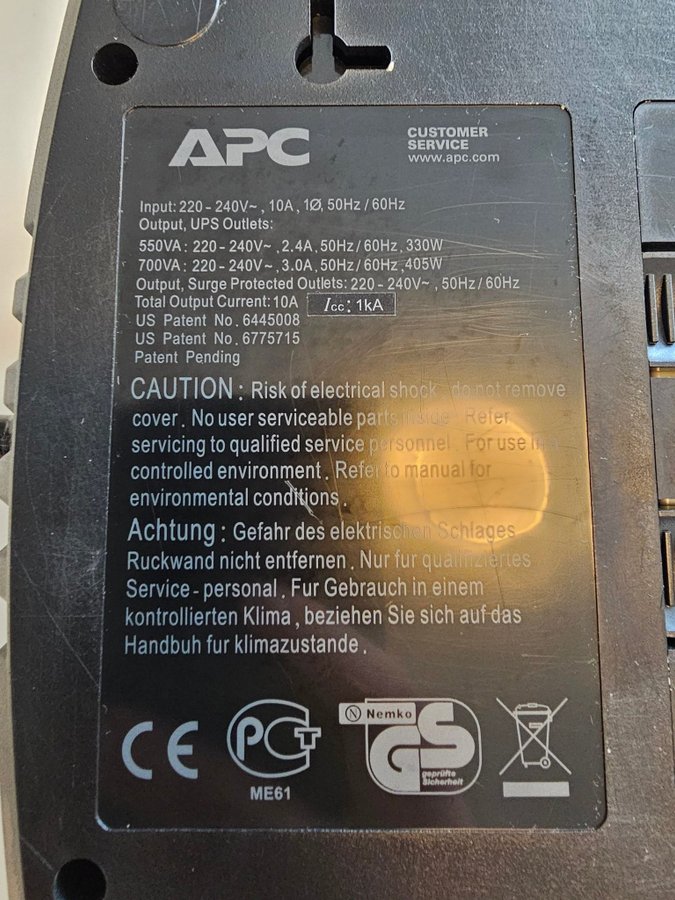 APC
CUSTOMER
SERVICE
www.apc.com
Input: 220 - 240V~, 10A, 1Ø, 50Hz / 60Hz
Output, UPS Outlets:
550VA: 220 - 240V~, 2.4A, 50Hz / 60Hz, 330W
700VA: 220 - 240V~, 3.0A, 50Hz / 60Hz, 405W
Output, Surge Protected Outlets: 220 - 240V~, 50Hz / 60Hz
Total Output Current: 10A Icc: 1kA
US Patent No. 6445008
US Patent No. 6775715
Patent Pending
CAUTION: Risk of electrical shock, do not remove
cover. No user serviceable parts inside. Refer
servicing to qualified service personnel. For use in a
controlled environment. Refer to manual for
environmental conditions.
Achtung: Gefahr des elektrischen Schlages
Ruckwand nicht entfernen. Nur fur qualifiziertes
Service - personal. Fur Gebrauch in einem
kontrollierten Klima, beziehen Sie sich auf das
Handbuh fur klimazustande.
CE
PCT
ME61
N Nemko
GS
geprüfte
Sicherheit